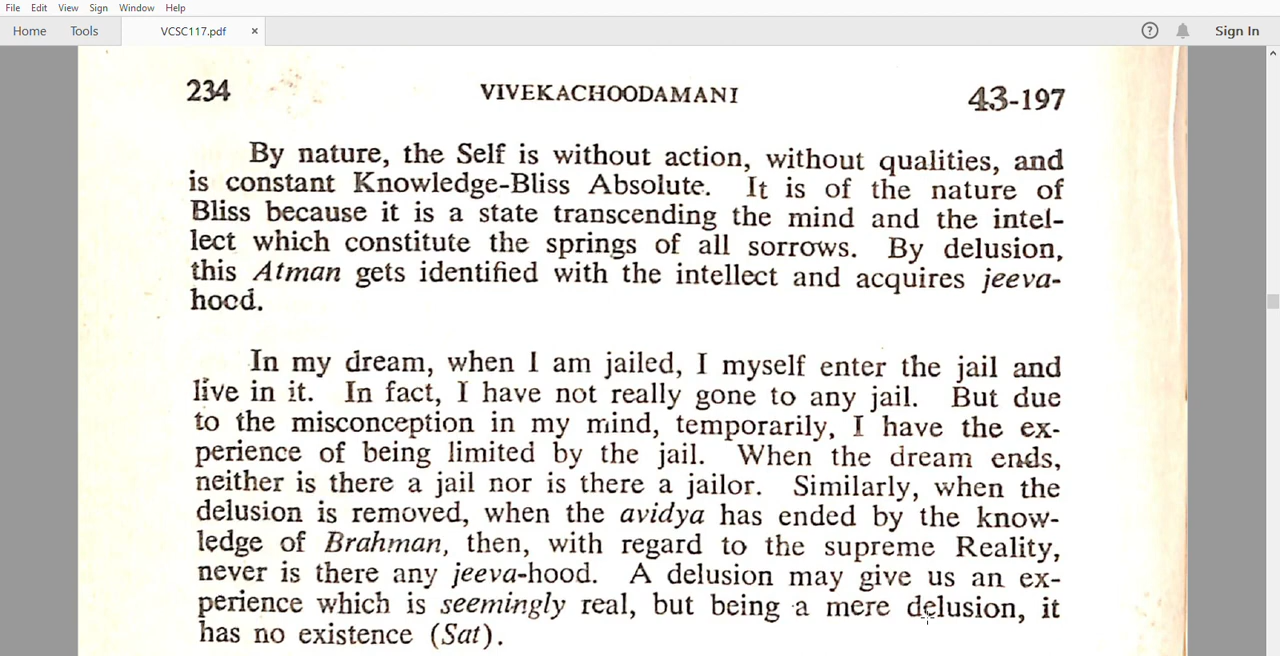 File Edit View Sign Window Help
Home Tools VCSC117.pdf × ? Sign In
234 VIVEKACHOODAMANI 43-197
By nature, the Self is without action, without qualities, and
is constant Knowledge-Bliss Absolute. It is of the nature of
Bliss because it is a state transcending the mind and the intel-
lect which constitute the springs of all sorrows. By delusion,
this Atman gets identified with the intellect and acquires jeeva-
hood.
In my dream, when I am jailed, I myself enter the jail and
live in it. In fact, I have not really gone to any jail. But due
to the misconception in my mind, temporarily, I have the ex-
perience of being limited by the jail. When the dream ends,
neither is there a jail nor is there a jailor. Similarly, when the
delusion is removed, when the avidya has ended by the know-
ledge of Brahman, then, with regard to the supreme Reality,
never is there any jeeva-hood. A delusion may give us an ex-
perience which is seemingly real, but being a mere delusion, it
has no existence (Sat).